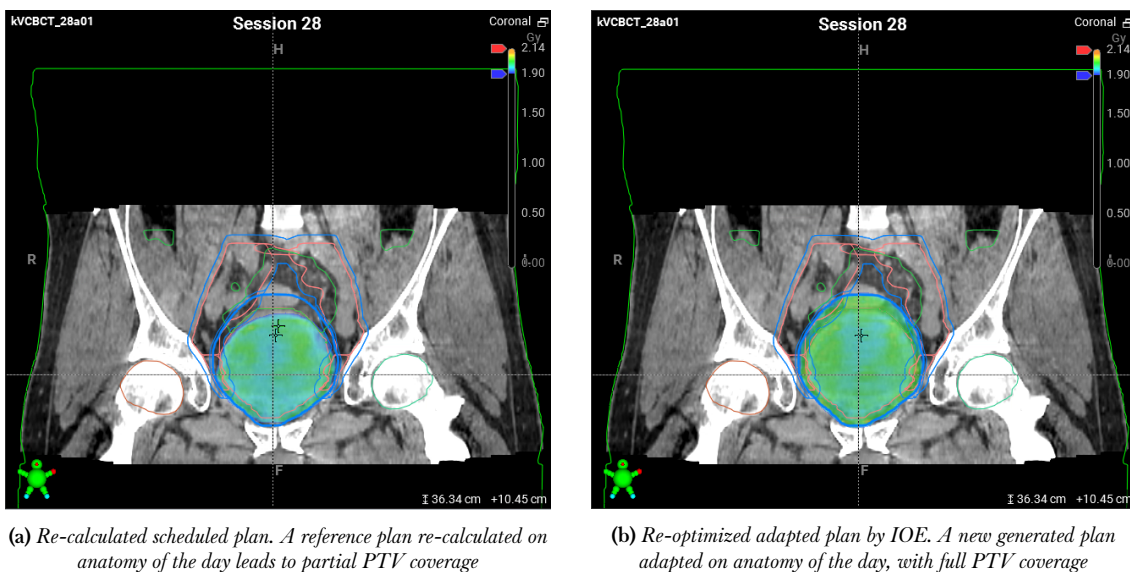 kVCBCT_28a01
Session 28
Coronal
Gy
H
2.14
1.90
1.50
1.00
0.50
0.00
R
F
36.34 cm +10.45 cm
(a) Re-calculated scheduled plan. A reference plan re-calculated on
anatomy of the day leads to partial PTV coverage
kVCBCT_28a01
Session 28
Coronal
Gy
H
2.14
1.90
1.50
1.00
0.50
0.00
R
F
36.34 cm +10.45 cm
(b) Re-optimized adapted plan by IOE. A new generated plan
adapted on anatomy of the day, with full PTV coverage